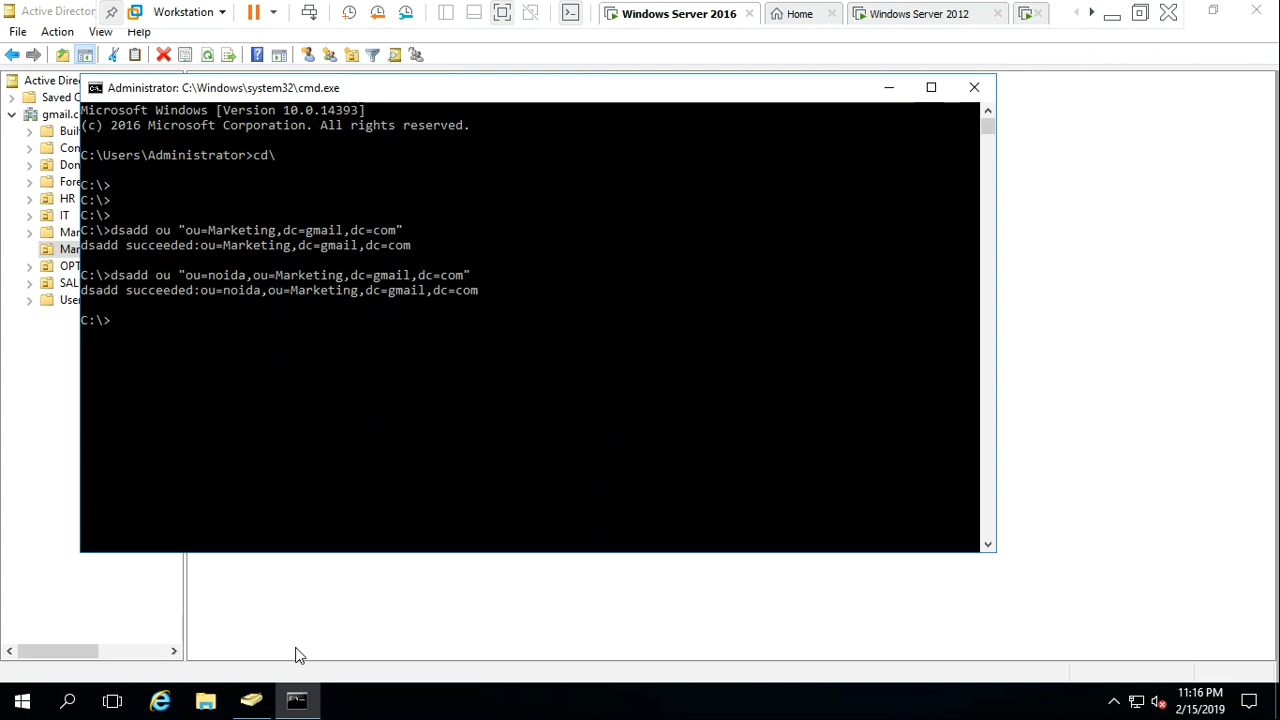 Active Directory
Workstation
Windows Server 2016
Home
Windows Server 2012
File Action View Help
Active Direc
Saved C
gmail.c
Buil
Con
Don
Fore
HR
IT
Mar
Mar
OPT
SAL
User
Administrator: C:\Windows\system32\cmd.exe
Microsoft Windows [Version 10.0.14393]
(c) 2016 Microsoft Corporation. All rights reserved.
C:\Users\Administrator>cd\
C:\>
C:\>
C:\>
C:\>dsadd ou "ou=Marketing,dc=gmail,dc=com"
dsadd succeeded:ou=Marketing,dc=gmail,dc=com
C:\>dsadd ou "ou=noida,ou=Marketing,dc=gmail,dc=com"
dsadd succeeded:ou=noida,ou=Marketing,dc=gmail,dc=com
C:\>
11:16 PM
2/15/2019